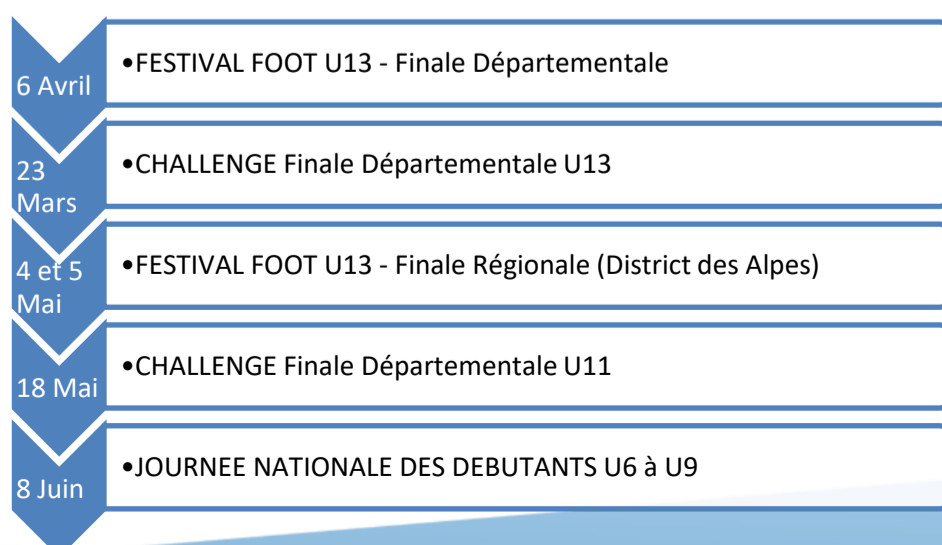 6 Avril
•FESTIVAL FOOT U13 - Finale Départementale
23
Mars
•CHALLENGE Finale Départementale U13
4 et 5
Mai
•FESTIVAL FOOT U13 - Finale Régionale (District des Alpes)
18 Mai
•CHALLENGE Finale Départementale U11
8 Juin
•JOURNEE NATIONALE DES DEBUTANTS U6 à U9